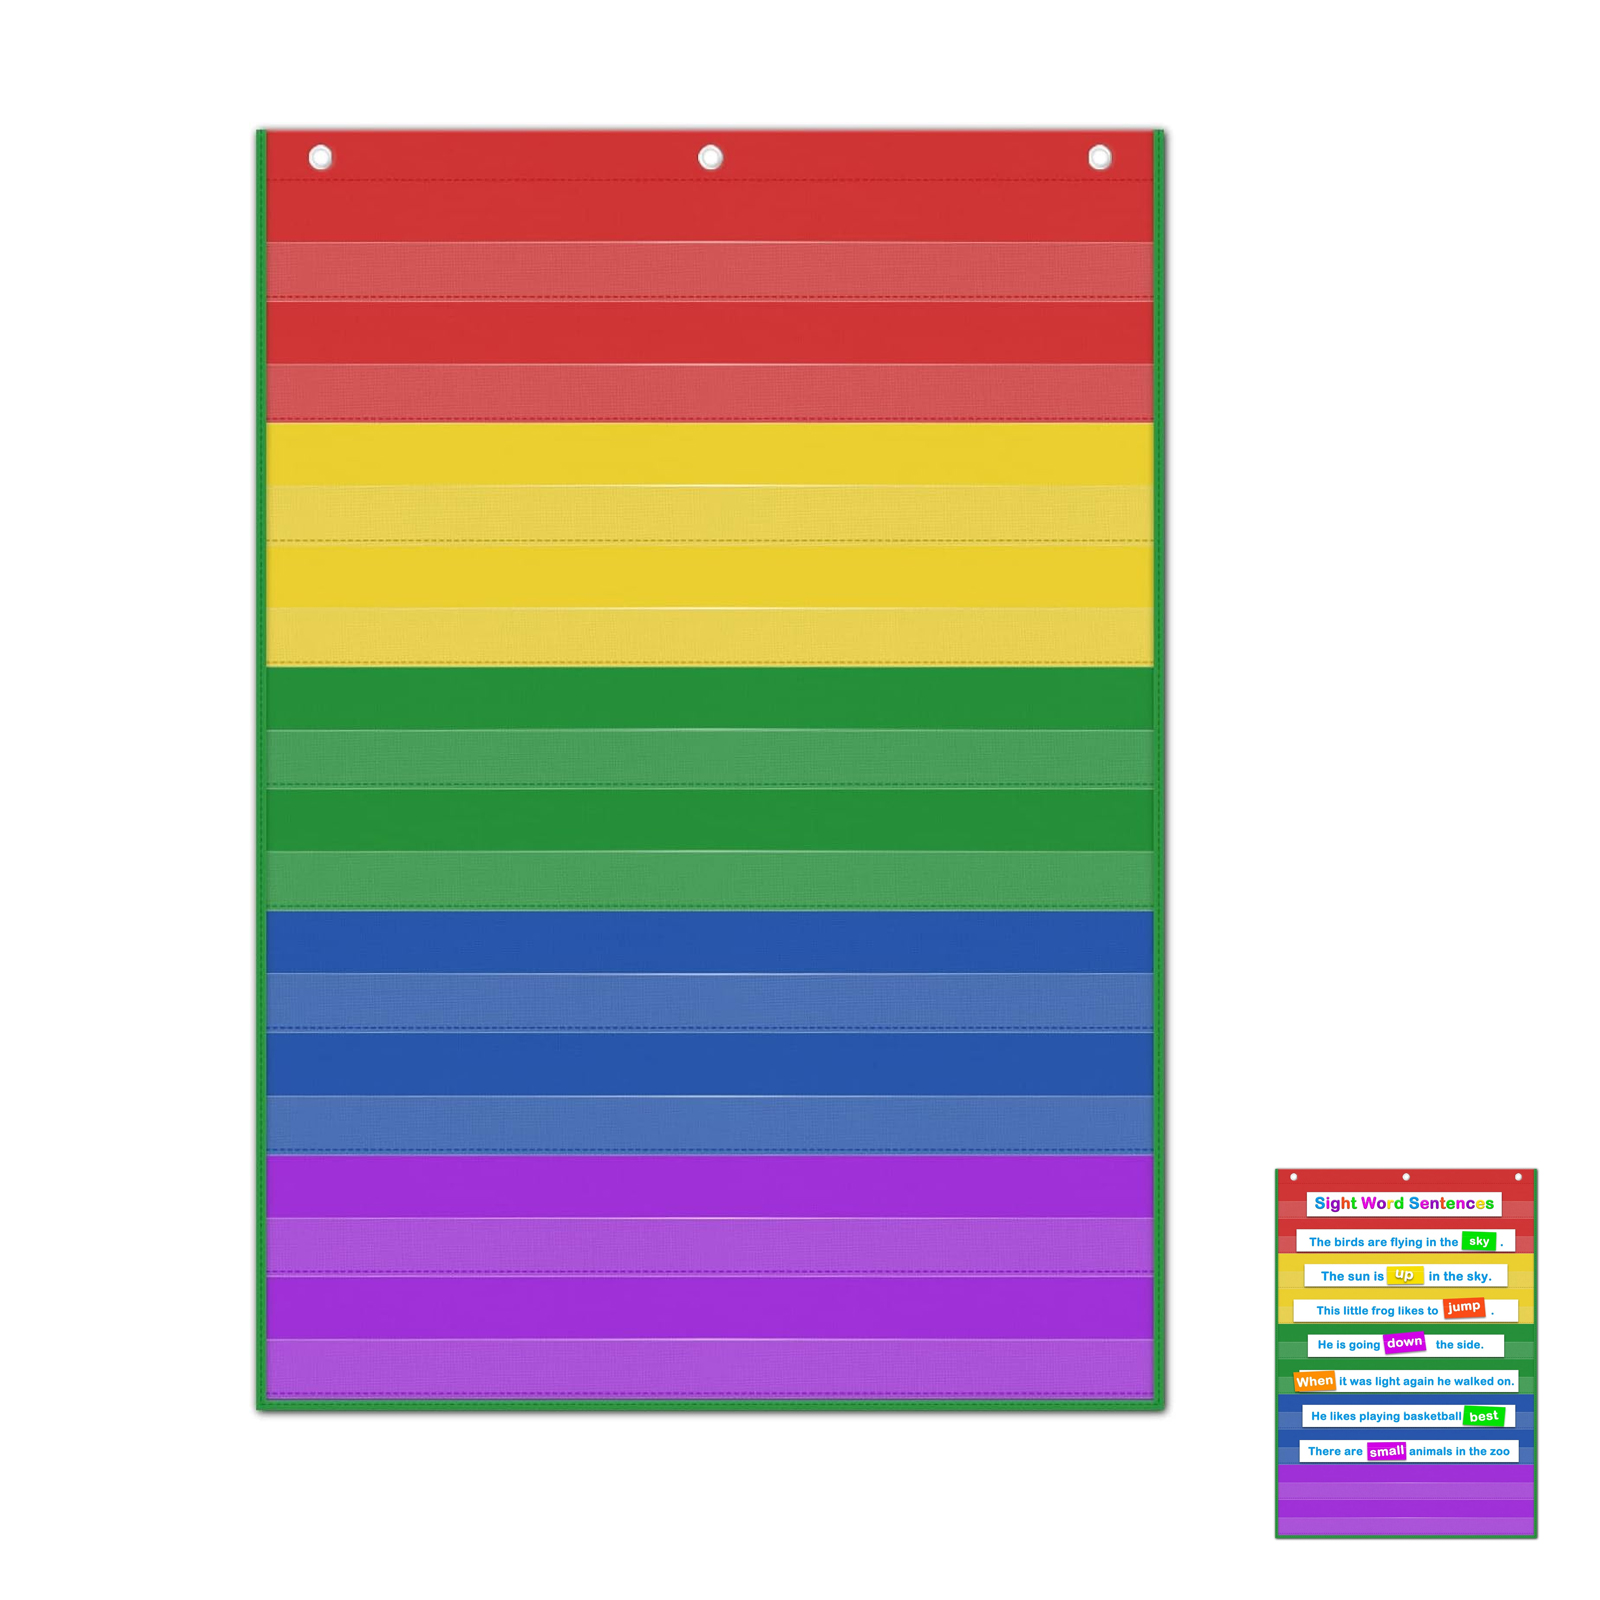 Sight Word Sentences
The birds are flying in the sky .
The sun is up in the sky.
This little frog likes to jump .
He is going down the side.
When it was light again he walked on.
He likes playing basketball best
There are small animals in the zoo